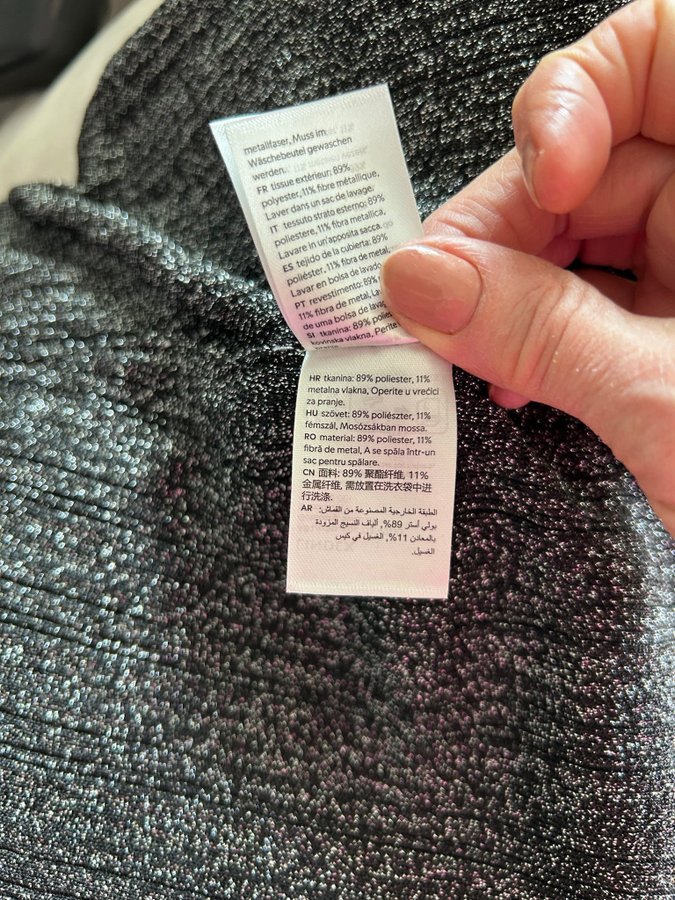 metallfaser, Muss im
Wäschebeutel gewaschen
werden
FR tissue extérieur: 89%
polyester, 11% fibre métallique,
Laver dans un sac de lavage.
IT tessuto strato esterno: 89%
poliestere, 11% fibra metallica,
Lavare in un'apposita sacca.
ES tejido de la cubierta: 89%
poliéster, 11% fibra de metal,
Lavar en bolsa de lavado
PT revestimento: 89%
11% fibra de metal,
de uma bolsa de
SI tkanina: 89%
kovinska vlakna, Perite
HR tkanina: 89% poliester, 11%
metalna vlakna, Operite u vrećici
za pranje.
HU szövet: 89% poliészter, 11%
fémszál, Mosózsákban mossa.
RO material: 89% poliester, 11%
fibră de metal, A se spăla într-un
sac pentru spălare.
CN 面料: 89% 聚酯纤维, 11%
金属纤维, 需放置在洗衣袋中进
行洗涤.
AR الطبقة الخارجية المصنوعة من القماش:
بولي أستر 89%, ألياف النسيج المزودة
بالمعادن 11%, الغسيل في كيس
الغسيل.